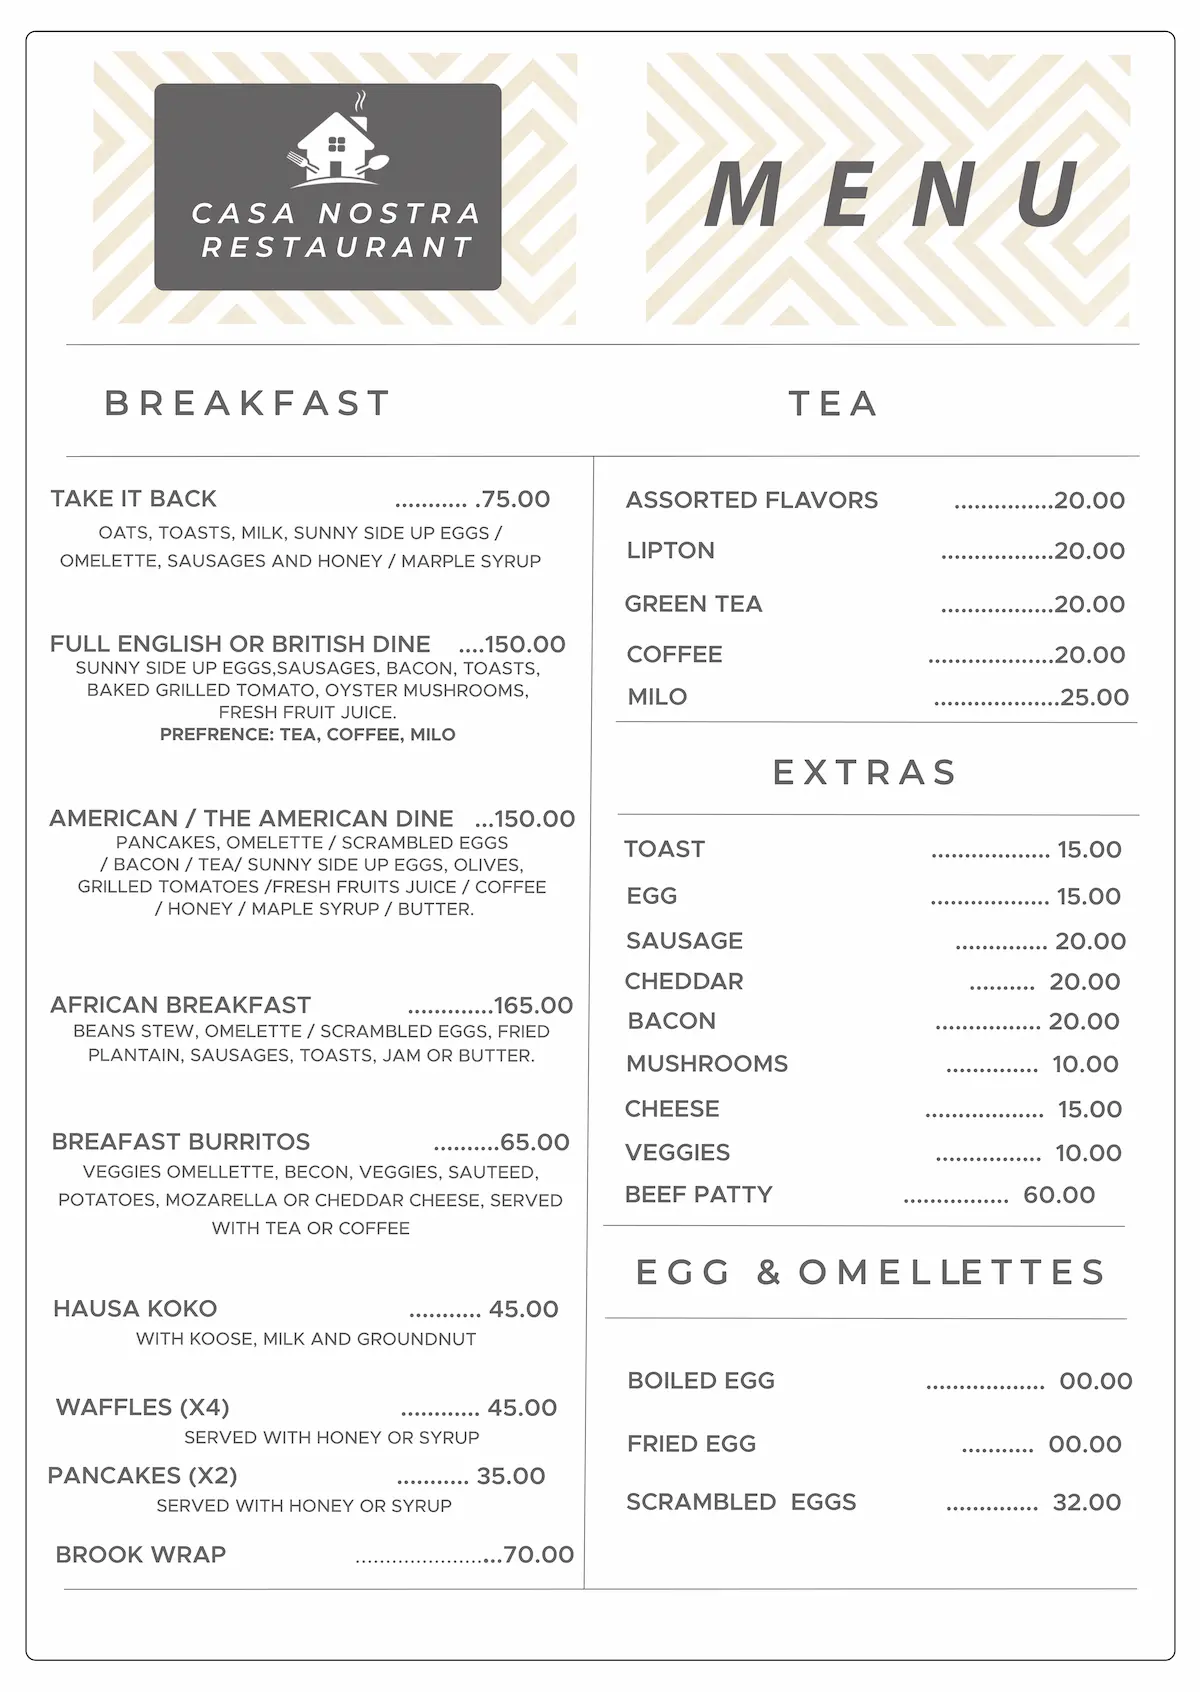 CASA NOSTRA
RESTAURANT
MENU
BREAKFAST
TAKE IT BACK ........... .75.00
OATS, TOASTS, MILK, SUNNY SIDE UP EGGS /
OMELETTE, SAUSAGES AND HONEY / MARPLE SYRUP
FULL ENGLISH OR BRITISH DINE ....150.00
SUNNY SIDE UP EGGS,SAUSAGES, BACON, TOASTS,
BAKED GRILLED TOMATO, OYSTER MUSHROOMS,
FRESH FRUIT JUICE.
PREFRENCE: TEA, COFFEE, MILO
AMERICAN / THE AMERICAN DINE ...150.00
PANCAKES, OMELETTE / SCRAMBLED EGGS
/ BACON / TEA/ SUNNY SIDE UP EGGS, OLIVES,
GRILLED TOMATOES /FRESH FRUITS JUICE / COFFEE
/ HONEY / MAPLE SYRUP / BUTTER.
AFRICAN BREAKFAST .............165.00
BEANS STEW, OMELETTE / SCRAMBLED EGGS, FRIED
PLANTAIN, SAUSAGES, TOASTS, JAM OR BUTTER.
BREAFAST BURRITOS ..........65.00
VEGGIES OMELLETTE, BECON, VEGGIES, SAUTEED,
POTATOES, MOZARELLA OR CHEDDAR CHEESE, SERVED
WITH TEA OR COFFEE
HAUSA KOKO ........... 45.00
WITH KOOSE, MILK AND GROUNDNUT
WAFFLES (X4) ............ 45.00
SERVED WITH HONEY OR SYRUP
PANCAKES (X2) ........... 35.00
SERVED WITH HONEY OR SYRUP
BROOK WRAP ........................70.00
TEA
ASSORTED FLAVORS ...............20.00
LIPTON .................20.00
GREEN TEA .................20.00
COFFEE ...................20.00
MILO ...................25.00
EXTRAS
TOAST .................. 15.00
EGG .................. 15.00
SAUSAGE .............. 20.00
CHEDDAR .......... 20.00
BACON ................ 20.00
MUSHROOMS .............. 10.00
CHEESE .................. 15.00
VEGGIES ................ 10.00
BEEF PATTY ................ 60.00
EGG & OMELLETTES
BOILED EGG .................. 00.00
FRIED EGG ........... 00.00
SCRAMBLED EGGS .............. 32.00